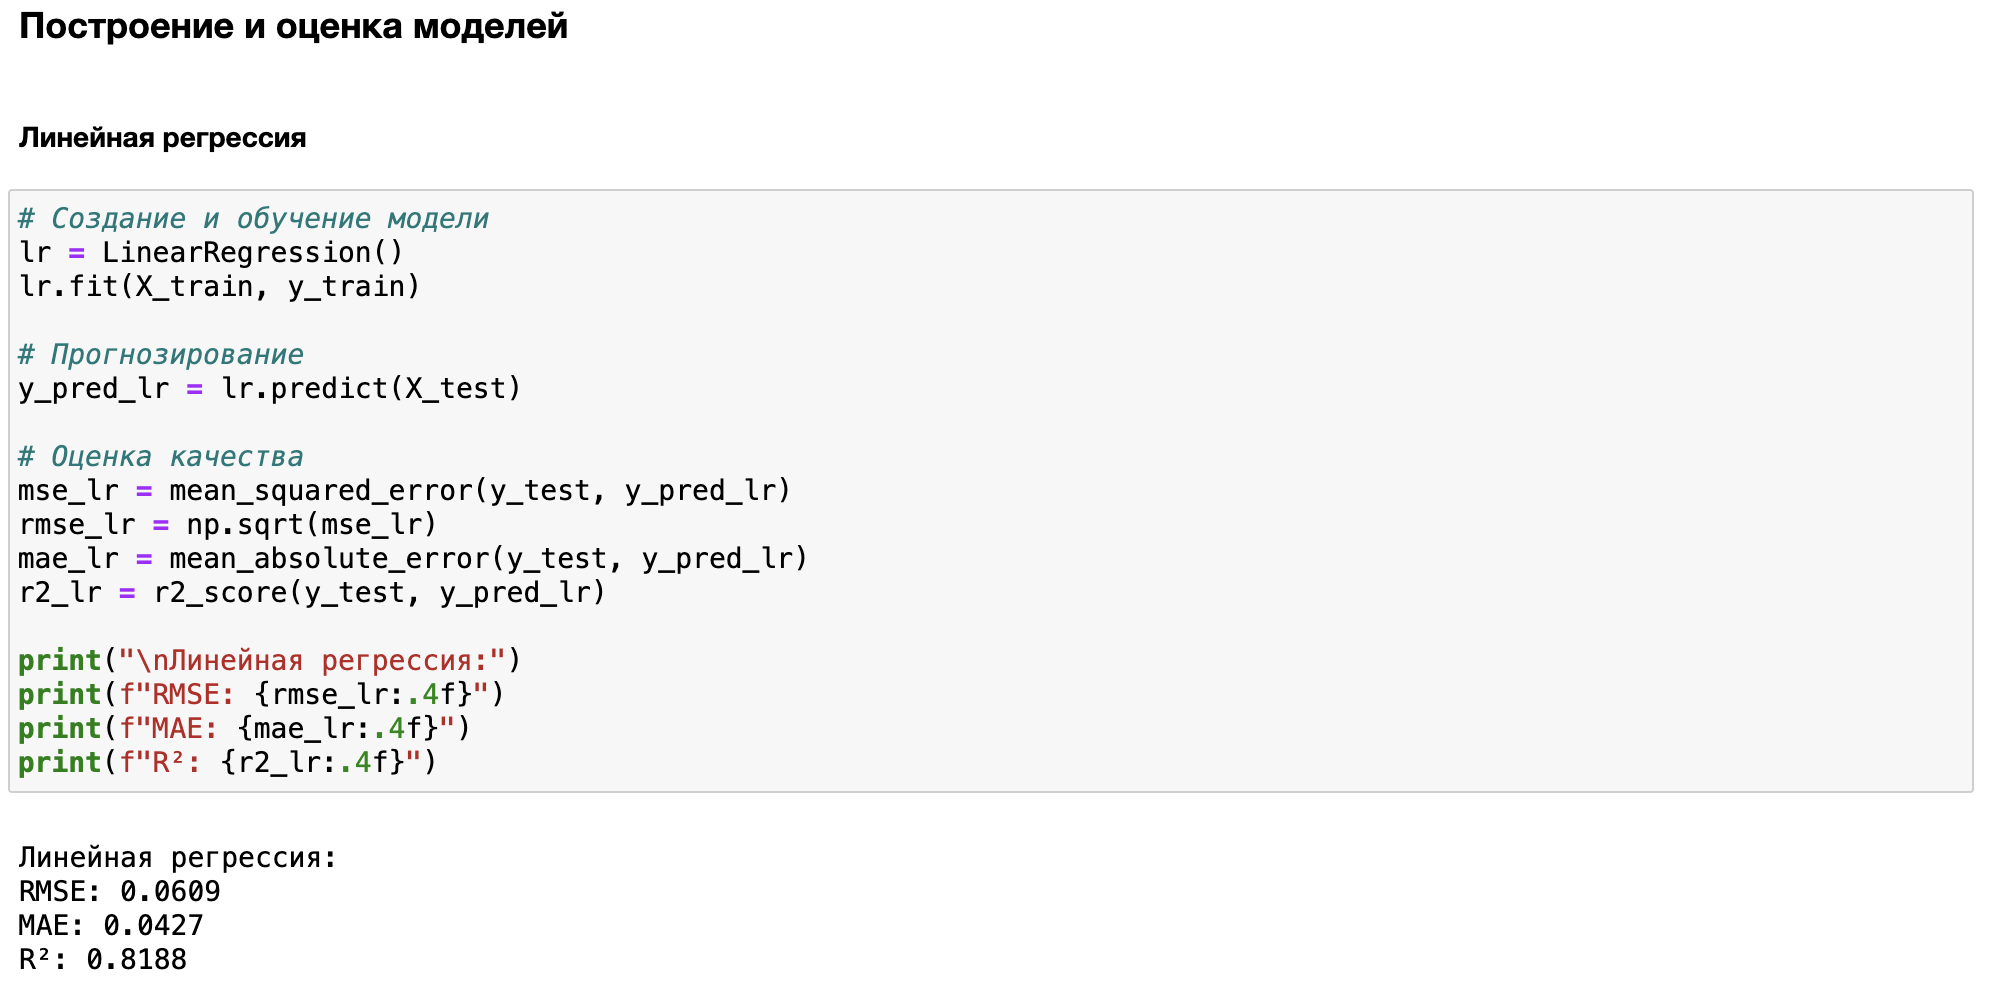 Построение и оценка моделей
Линейная регрессия
# Создание и обучение модели
lr = LinearRegression()
lr.fit(X_train, y_train)
# Прогнозирование
y_pred_lr = lr.predict(X_test)
# Оценка качества
mse_lr = mean_squared_error(y_test, y_pred_lr)
rmse_lr = np.sqrt(mse_lr)
mae_lr = mean_absolute_error(y_test, y_pred_lr)
r2_lr = r2_score(y_test, y_pred_lr)
print("\nЛинейная регрессия:")
print(f"RMSE: {rmse_lr:.4f}")
print(f"MAE: {mae_lr:.4f}")
print(f"R²: {r2_lr:.4f}")
Линейная регрессия:
RMSE: 0.0609
MAE: 0.0427
R²: 0.8188